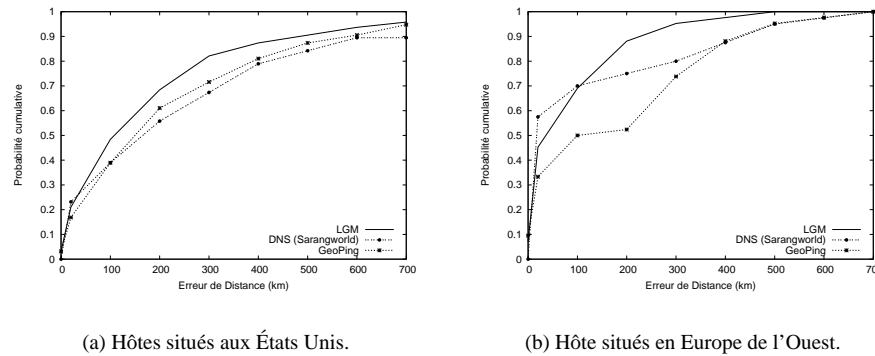 1
0.9
0.8
0.7
0.6
0.5
0.4
0.3
0.2
0.1
0
Probabilité cumulative
LGM
DNS (Sarangworld)
GeoPing
0 100 200 300 400 500 600 700
Erreur de Distance (km)
(a) Hôtes situés aux États Unis.
1
0.9
0.8
0.7
0.6
0.5
0.4
0.3
0.2
0.1
0
Probabilité cumulative
LGM
DNS (Sarangworld)
GeoPing
0 100 200 300 400 500 600 700
Erreur de Distance (km)
(b) Hôte situés en Europe de l'Ouest.